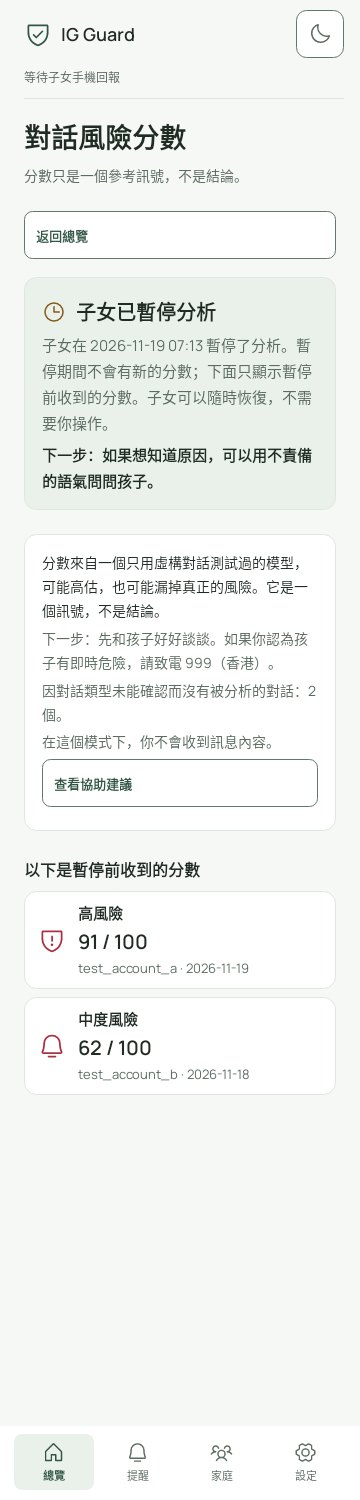 IG Guard
等待子女手機回報
對話風險分數
分數只是一個參考訊號，不是結論。
返回總覽
子女已暫停分析
子女在 2026-11-19 07:13 暫停了分析。暫
停期間不會有新的分數；下面只顯示暫停
前收到的分數。子女可以隨時恢復，不需
要你操作。
下一步：如果想知道原因，可以用不責備
的語氣問問孩子。
分數來自一個只用虛構對話測試過的模型，
可能高估，也可能漏掉真正的風險。它是一
個訊號，不是結論。
下一步：先和孩子好好談談。如果你認為孩
子有即時危險，請致電 999（香港）。
因對話類型未能確認而沒有被分析的對話：2
個。
在這個模式下，你不會收到訊息內容。
查看協助建議
以下是暫停前收到的分數
高風險
91 / 100
test_account_a · 2026-11-19
中度風險
62 / 100
test_account_b · 2026-11-18
總覽
提醒
家庭
設定